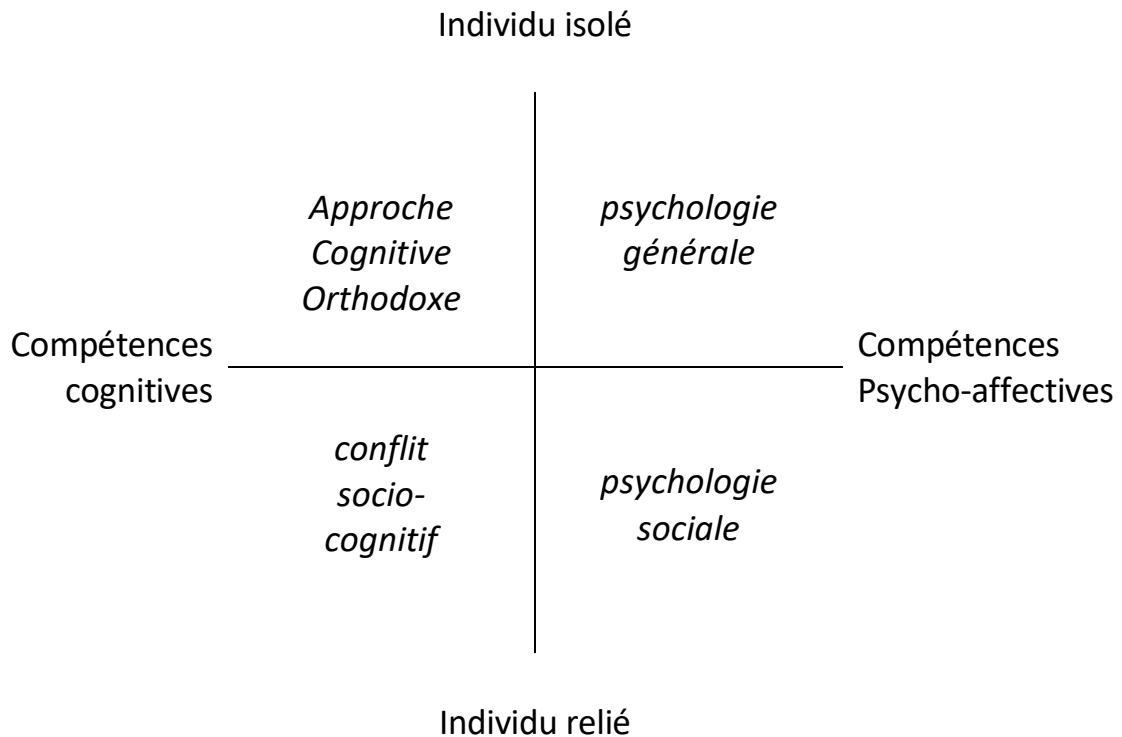 Individu isolé
Approche
Cognitive
Orthodoxe
psychologie
générale
Compétences
cognitives
Compétences
Psycho-affectives
conflit
socio-
cognitif
psychologie
sociale
Individu relié